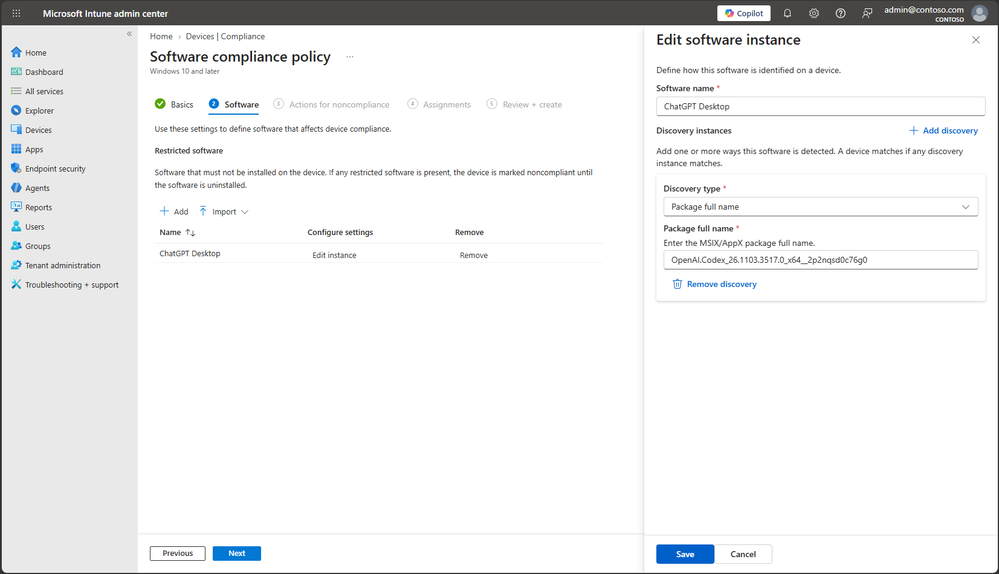 Microsoft Intune admin center
Copilot
admin@contoso.com
CONTOSO
Home
Dashboard
All services
Explorer
Devices
Apps
Endpoint security
Agents
Reports
Users
Groups
Tenant administration
Troubleshooting + support
Home > Devices | Compliance
Software compliance policy ...
Windows 10 and later
Basics
2 Software
3 Actions for noncompliance
4 Assignments
5 Review + create
Use these settings to define software that affects device compliance.
Restricted software
Software that must not be installed on the device. If any restricted software is present, the device is marked noncompliant until
the software is uninstalled.
Add Import
Name Configure settings Remove
ChatGPT Desktop Edit instance Remove
Previous Next
Edit software instance
Define how this software is identified on a device.
Software name *
ChatGPT Desktop
Discovery instances Add discovery
Add one or more ways this software is detected. A device matches if any discovery
instance matches.
Discovery type *
Package full name
Package full name *
Enter the MSIX/AppX package full name.
OpenAI.Codex_26.1103.3517.0_x64__2p2nqsd0c76g0
Remove discovery
Save Cancel